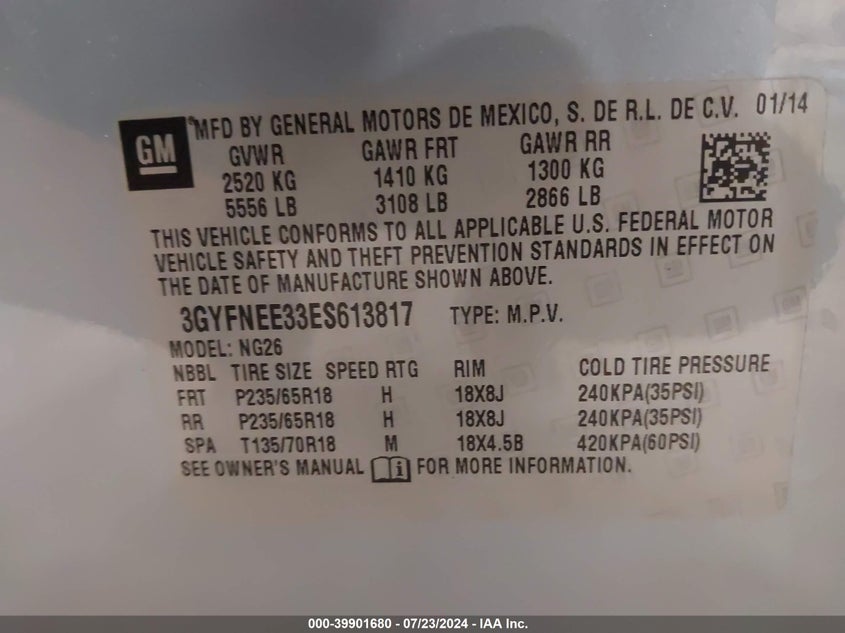 GM
®MFD BY GENERAL MOTORS DE MEXICO, S. DE R.L. DE C.V. 01/14
GVWR GAWR FRT GAWR RR
2520 KG 1410 KG 1300 KG
5556 LB 3108 LB 2866 LB
THIS VEHICLE CONFORMS TO ALL APPLICABLE U.S. FEDERAL MOTOR
VEHICLE SAFETY AND THEFT PREVENTION STANDARDS IN EFFECT ON
THE DATE OF MANUFACTURE SHOWN ABOVE.
3GYFNEE33ES613817 TYPE: M.P.V.
MODEL: NG26
NBBL TIRE SIZE SPEED RTG RIM COLD TIRE PRESSURE
FRT P235/65R18 H 18X8J 240KPA(35PSI)
RR P235/65R18 H 18X8J 240KPA(35PSI)
SPA T135/70R18 M 18X4.5B 420KPA(60PSI)
SEE OWNER'S MANUAL i FOR MORE INFORMATION.
000-39901680 - 07/23/2024 - IAA Inc.